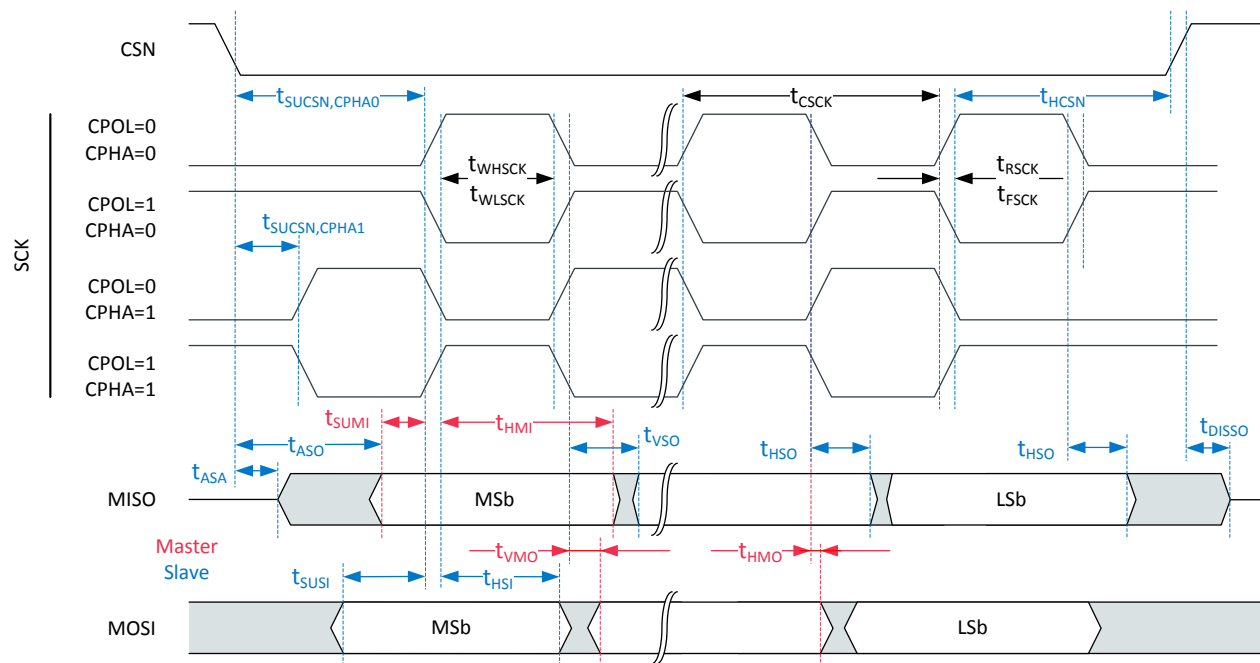 CSN
tSUCSN,CPHA0
tCSCK
tHCSN
SCK
CPOL=0
CPHA=0
tWHSCK
tWLSCK
tRSCK
tFSCK
CPOL=1
CPHA=0
tSUCSN,CPHA1
CPOL=0
CPHA=1
CPOL=1
CPHA=1
tSUMI
tHMI
tASO
tVSO
tHSO
tHSO
tDISSO
tASA
MISO
MSb
LSb
Master
Slave
tVMO
tHMO
tSUSI
tHSI
MOSI
MSb
LSb